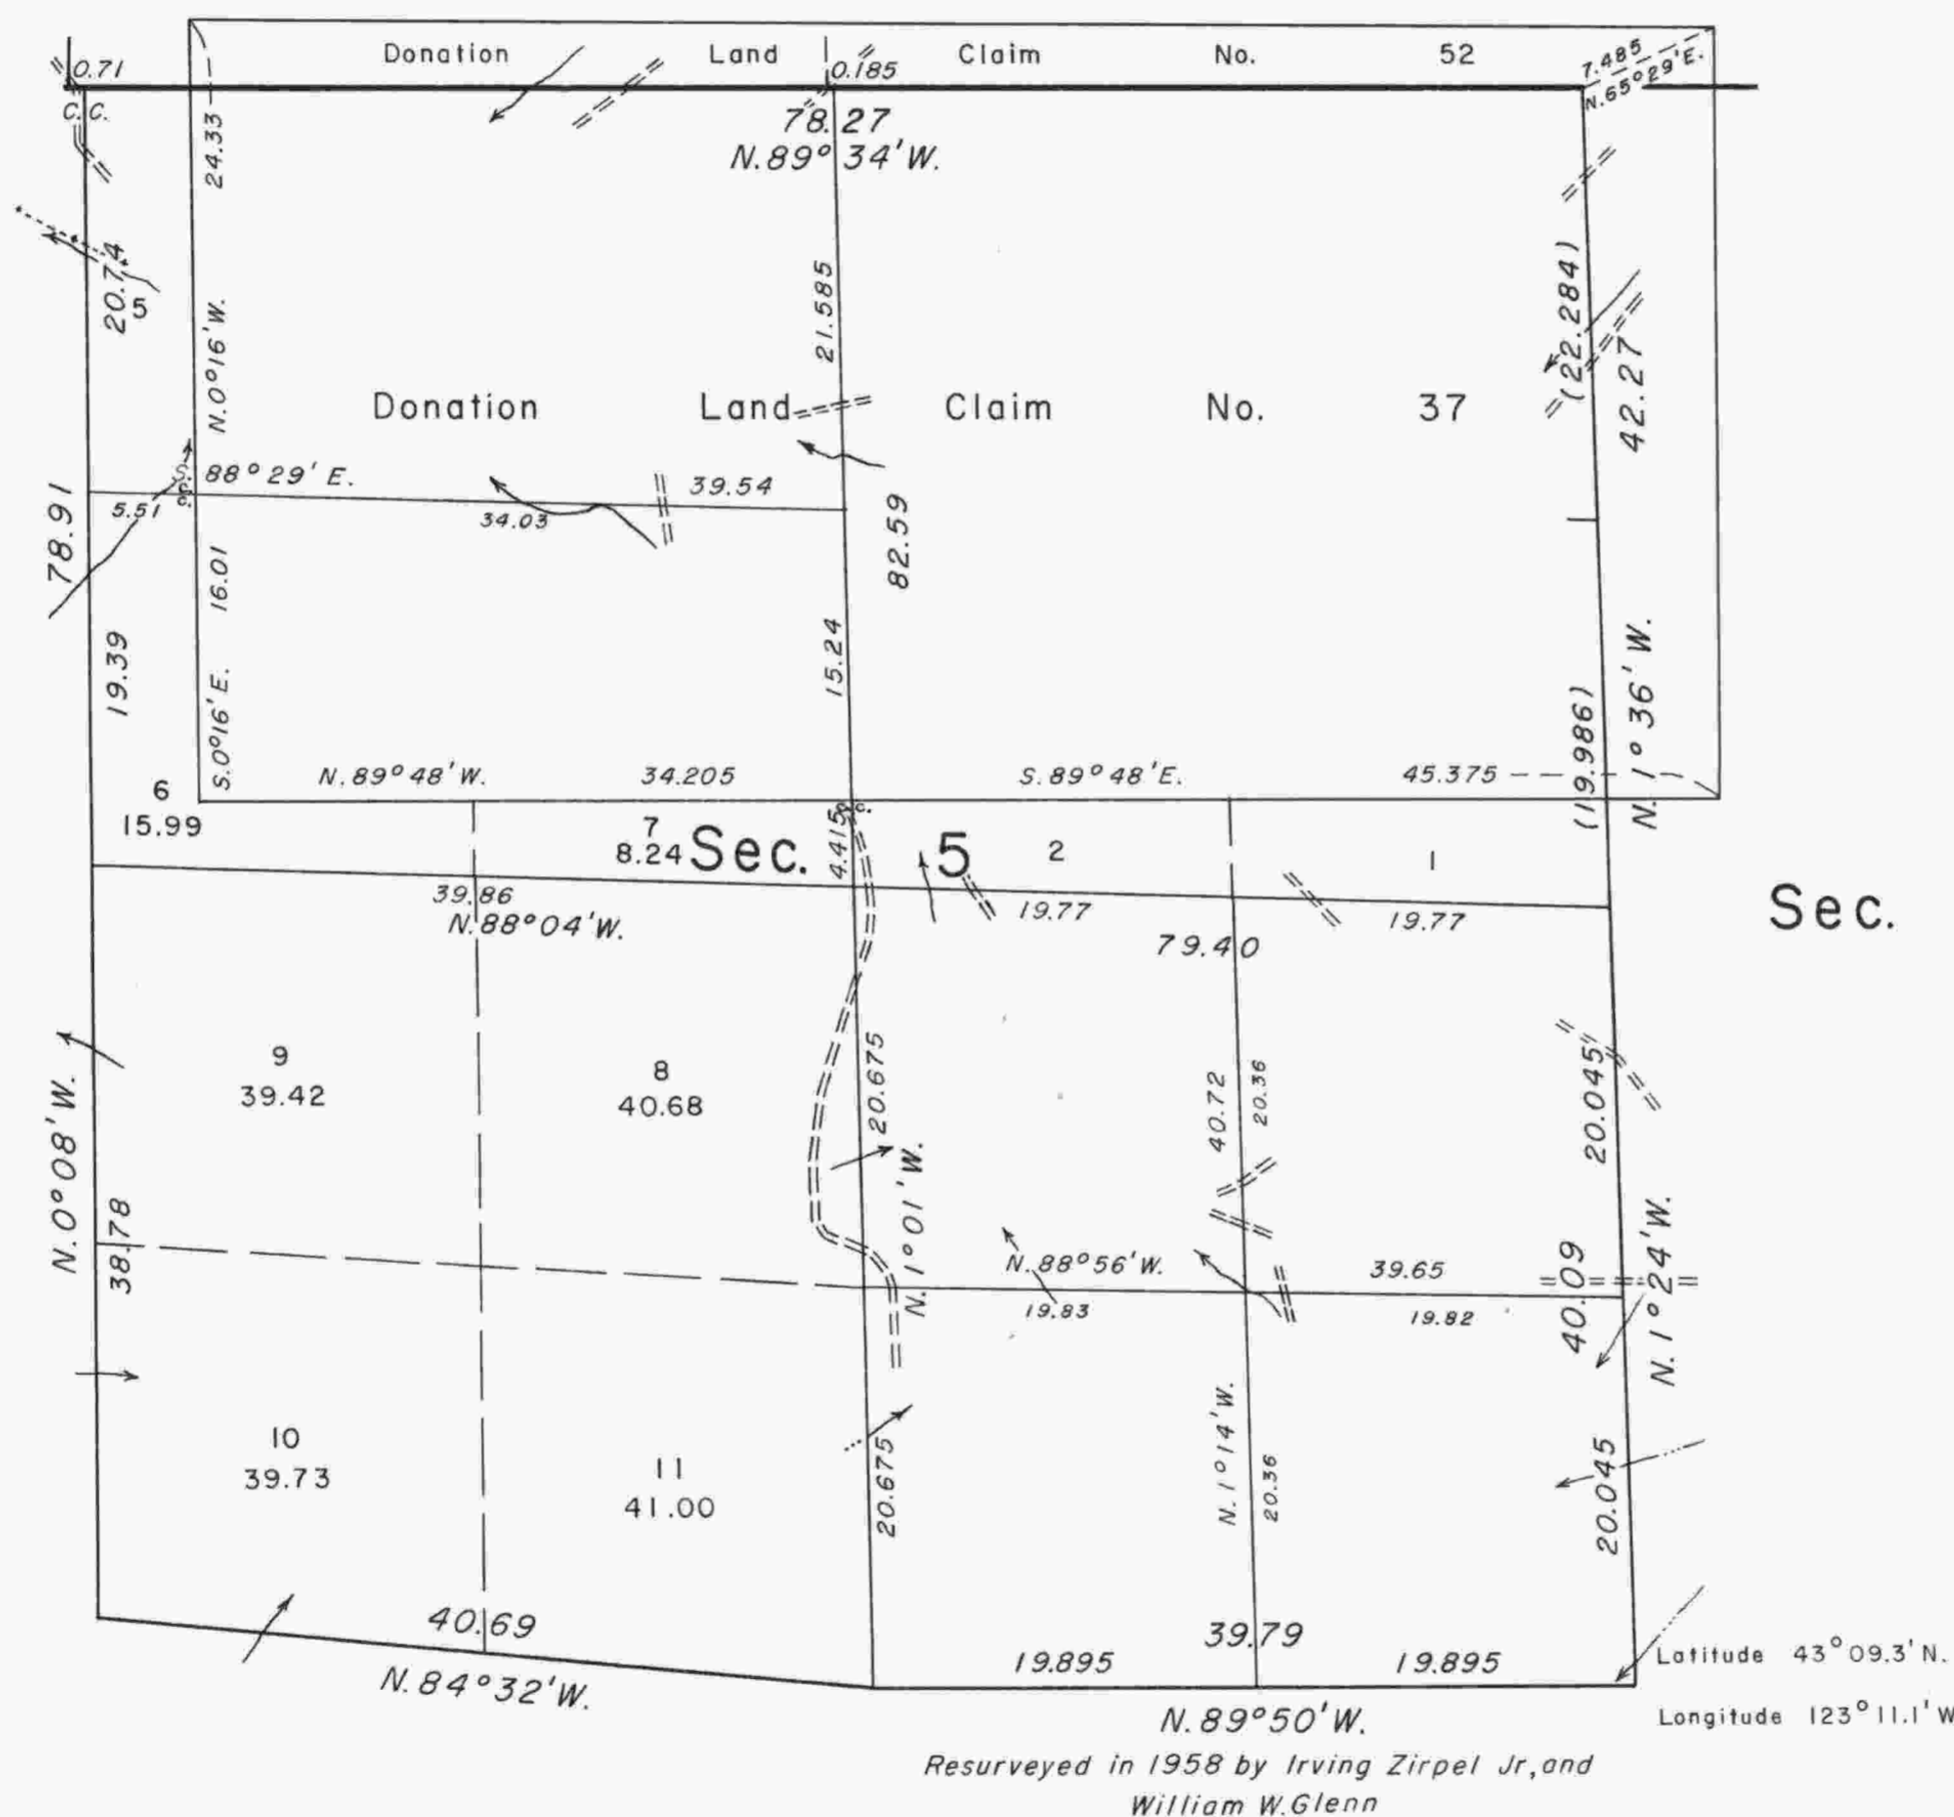 Donation Land Claim No. 52
0.71
0.185
7.485
N.65°29'E.
C.C.
78.27
N.89°34'W.
24.33
20.74
5
N.0°16'W.
21.585
(22.284)
42.27
Donation Land Claim No. 37
S. 88°29' E.
39.54
C.C.
5.51
34.03
78.91
82.59
16.01
19.39
15.24
S.0°16'E.
(19.986)
N.1°36'W.
N.89°48'W.
34.205
S.89°48'E.
45.375
6
15.99
7
8.24
4.415
C.C.
Sec. 5
2
1
39.86
N.88°04'W.
19.77
19.77
79.40
Sec.
9
39.42
8
40.68
20.675
40.72
20.36
20.045
N.0°08'W.
38.78
N.1°01'W.
N.88°56'W.
39.65
19.83
19.82
40.09
N.1°24'W.
10
39.73
11
41.00
20.675
N.1°14'W.
20.36
20.045
40.69
N.84°32'W.
39.79
19.895
19.895
Latitude 43°09.3'N.
Longitude 123°11.1'W
N.89°50'W.
Resurveyed in 1958 by Irving Zirpel Jr, and
William W. Glenn